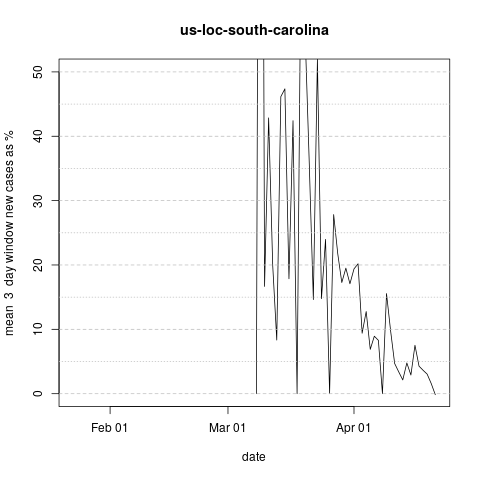 us-loc-south-carolina
mean 3 day window new cases as %
50
40
30
20
10
0
Feb 01
Mar 01
Apr 01
date